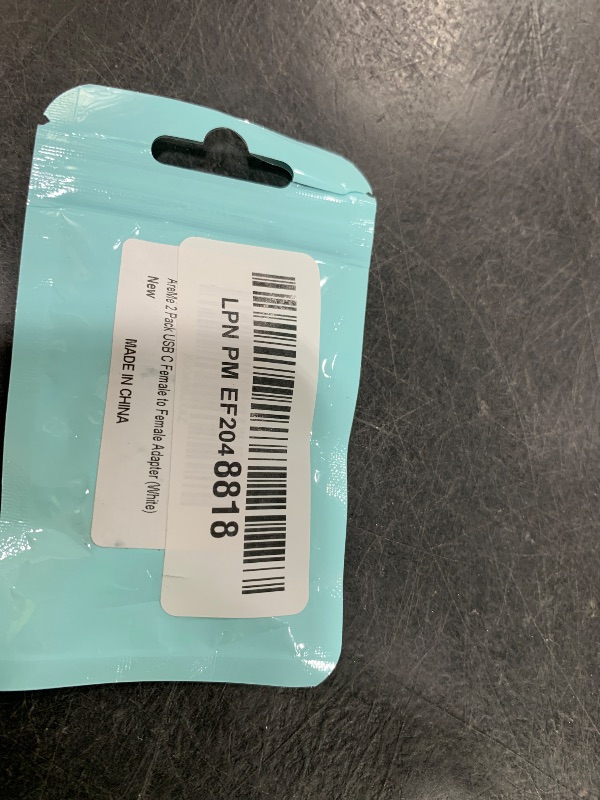 LPN PM EF2048818
AreMe 2 Pack USB C Female to Female Adapter (White)
New
MADE IN CHINA